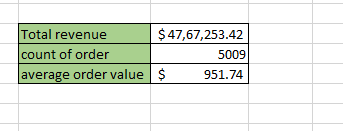 Total revenue $ 47,67,253.42
count of order 5009
average order value $ 951.74